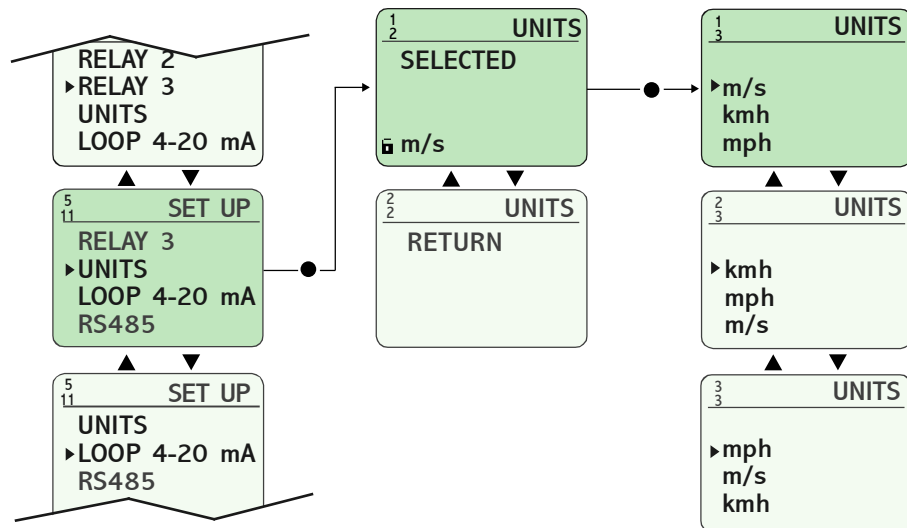 RELAY 2
RELAY 3
UNITS
LOOP 4-20 mA
5
11
SET UP
RELAY 3
UNITS
LOOP 4-20 mA
RS485
5
11
SET UP
UNITS
LOOP 4-20 mA
RS485
1
2
UNITS
SELECTED
m/s
2
2
UNITS
RETURN
1
3
UNITS
m/s
kmh
mph
2
3
UNITS
kmh
mph
m/s
3
3
UNITS
mph
m/s
kmh